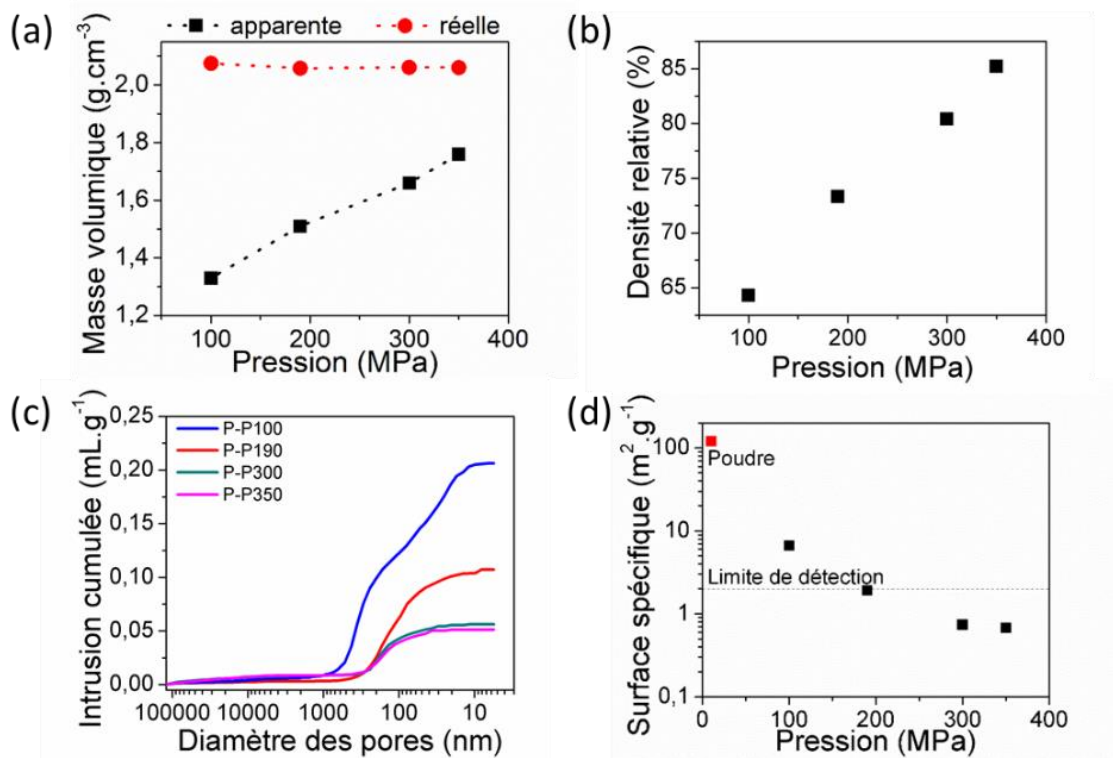 (a)
apparente
réelle
Masse volumique (g.cm-3)
2,0
1,8
1,6
1,4
1,2
100
200
300
400
Pression (MPa)
(b)
Densité relative (%)
85
80
75
70
65
100
200
300
400
Pression (MPa)
(c)
Intrusion cumulée (mL.g-1)
0,25
0,20
0,15
0,10
0,05
0,00
P-P100
P-P190
P-P300
P-P350
100000
10000
1000
100
10
Diamètre des pores (nm)
(d)
Surface spécifique (m2.g-1)
100
10
1
0,1
Poudre
Limite de détection
0
100
200
300
400
Pression (MPa)